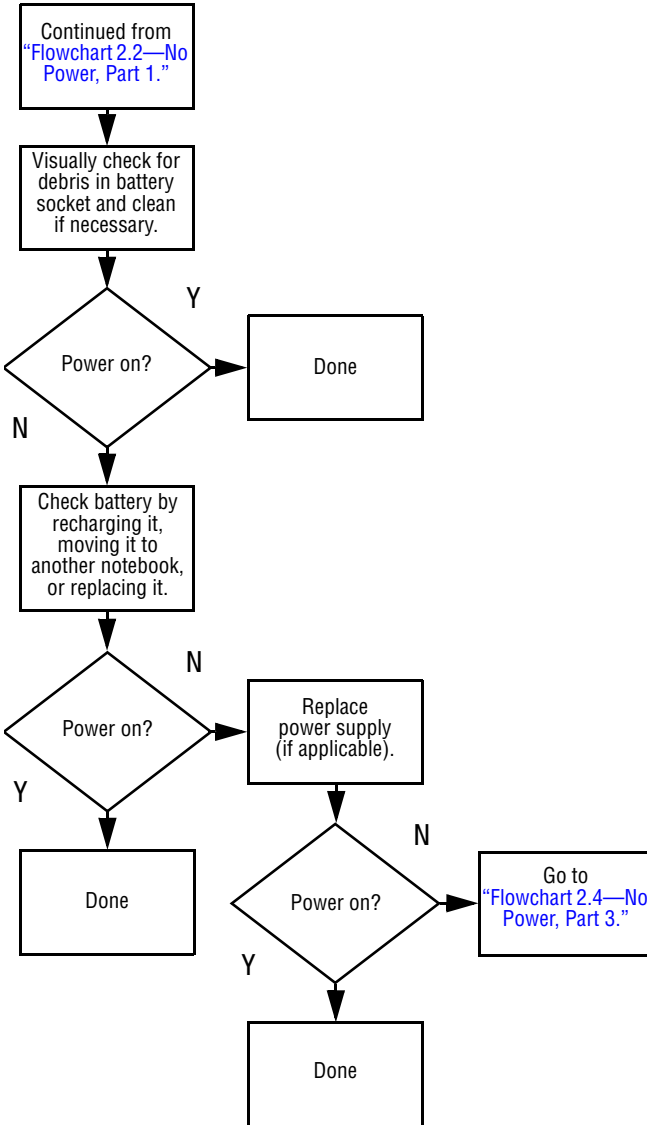 Continued from
“Flowchart 2.2—No
Power, Part 1.”
Visually check for
debris in battery
socket and clean
if necessary.
Y
Power on?
Done
N
Check battery by
recharging it,
moving it to
another notebook,
or replacing it.
N
Power on?
Replace
power supply
(if applicable).
Y
Done
N
Power on?
Go to
“Flowchart 2.4—No
Power, Part 3.”
Y
Done